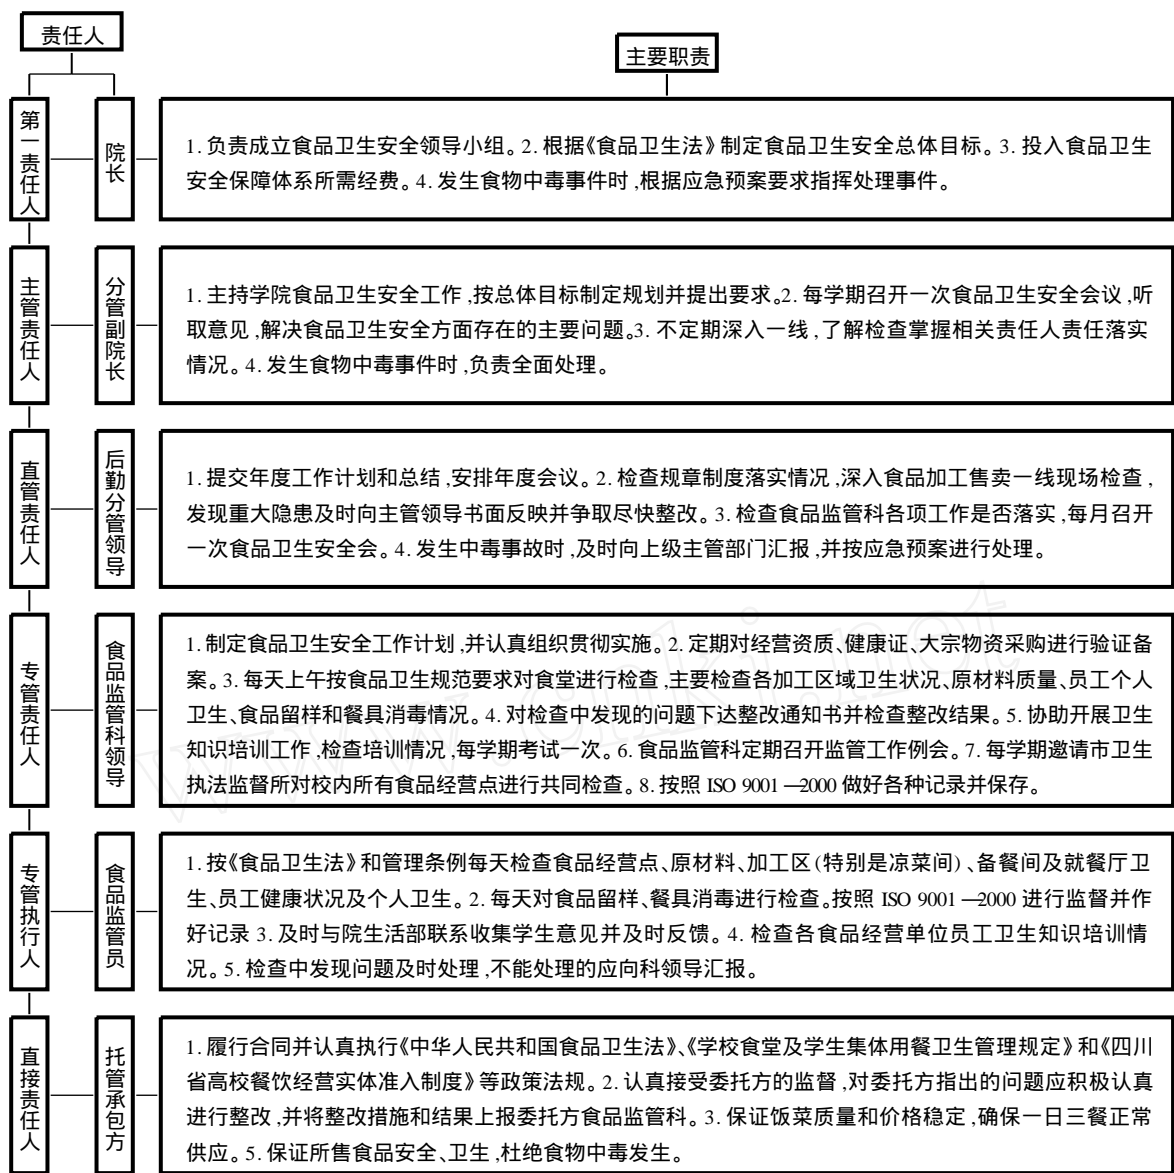 责任人
主要职责
第一责任人
院长
1. 负责成立食品卫生安全领导小组。2. 根据《食品卫生法》制定食品卫生安全总体目标。3. 投入食品卫生
安全保障体系所需经费。4. 发生食物中毒事件时,根据应急预案要求指挥处理事件。
主管责任人
分管副院长
1. 主持学院食品卫生安全工作,按总体目标制定规划并提出要求。2. 每学期召开一次食品卫生安全会议,听
取意见,解决食品卫生安全方面存在的主要问题。3. 不定期深入一线,了解检查掌握相关责任人责任落实
情况。4. 发生食物中毒事件时,负责全面处理。
直管责任人
后勤分管领导
1. 提交年度工作计划和总结,安排年度会议。2. 检查规章制度落实情况,深入食品加工售卖一线现场检查,
发现重大隐患及时向主管领导书面反映并争取尽快整改。3. 检查食品监管科各项工作是否落实,每月召开
一次食品卫生安全会。4. 发生中毒事故时,及时向上级主管部门汇报,并按应急预案进行处理。
专管责任人
食品监管科领导
1. 制定食品卫生安全工作计划,并认真组织贯彻实施。2. 定期对经营资质、健康证、大宗物资采购进行验证备
案。3. 每天上午按食品卫生规范要求对食堂进行检查,主要检查各加工区域卫生状况、原材料质量、员工个人
卫生、食品留样和餐具消毒情况。4. 对检查中发现的问题下达整改通知书并检查整改结果。5. 协助开展卫生
知识培训工作,检查培训情况,每学期考试一次。6. 食品监管科定期召开监管工作例会。7. 每学期邀请市卫生
执法监督所对校内所有食品经营点进行共同检查。8. 按照 ISO 9001—2000 做好各种记录并保存。
专管执行人
食品监管员
1. 按《食品卫生法》和管理条例每天检查食品经营点、原材料、加工区(特别是凉菜间)、备餐间及就餐厅卫
生、员工健康状况及个人卫生。2. 每天对食品留样、餐具消毒进行检查。按照 ISO 9001—2000 进行监督并作
好记录 3. 及时与院生活部联系收集学生意见并及时反馈。4. 检查各食品经营单位员工卫生知识培训情
况。5. 检查中发现问题及时处理,不能处理的应向科领导汇报。
直接责任人
托管承包方
1. 履行合同并认真执行《中华人民共和国食品卫生法》、《学校食堂及学生集体用餐卫生管理规定》和《四川
省高校餐饮经营实体准入制度》等政策法规。2. 认真接受委托方的监督,对委托方指出的问题应积极认真
进行整改,并将整改措施和结果上报委托方食品监管科。3. 保证饭菜质量和价格稳定,确保一日三餐正常
供应。5. 保证所售食品安全、卫生,杜绝食物中毒发生。
www.cnki.net